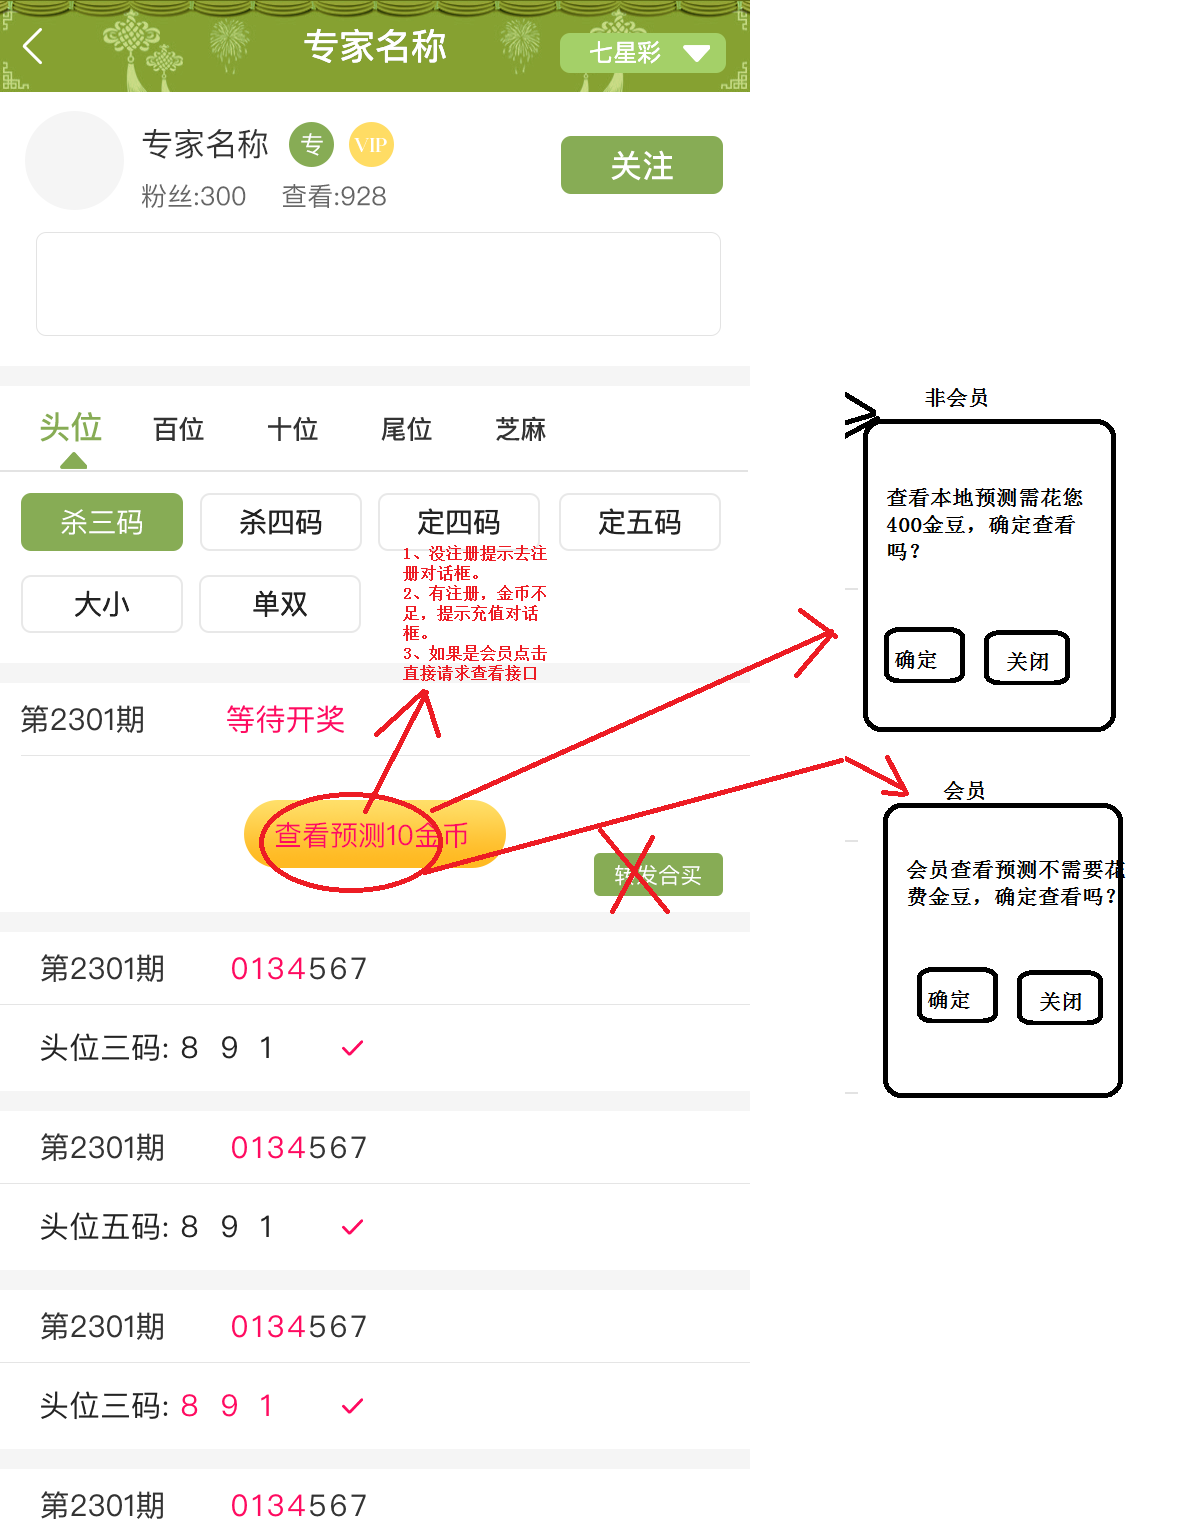 专家名称
七星彩
专家名称 专 VIP
粉丝:300 查看:928
关注
头位 百位 十位 尾位 芝麻
杀三码 杀四码 定四码 定五码
大小 单双
1、没注册提示去注
册对话框。
2、有注册，金币不
足，提示充值对话
框。
3、如果是会员点击
直接请求查看接口
第2301期 等待开奖
查看预测10金币
转发合买
第2301期 0134567
头位三码: 8 9 1
第2301期 0134567
头位五码: 8 9 1
第2301期 0134567
头位三码: 8 9 1
第2301期 0134567
非会员
查看本地预测需花您
400金豆，确定查看
吗？
确定 关闭
会员
会员查看预测不需要花
费金豆，确定查看吗？
确定 关闭